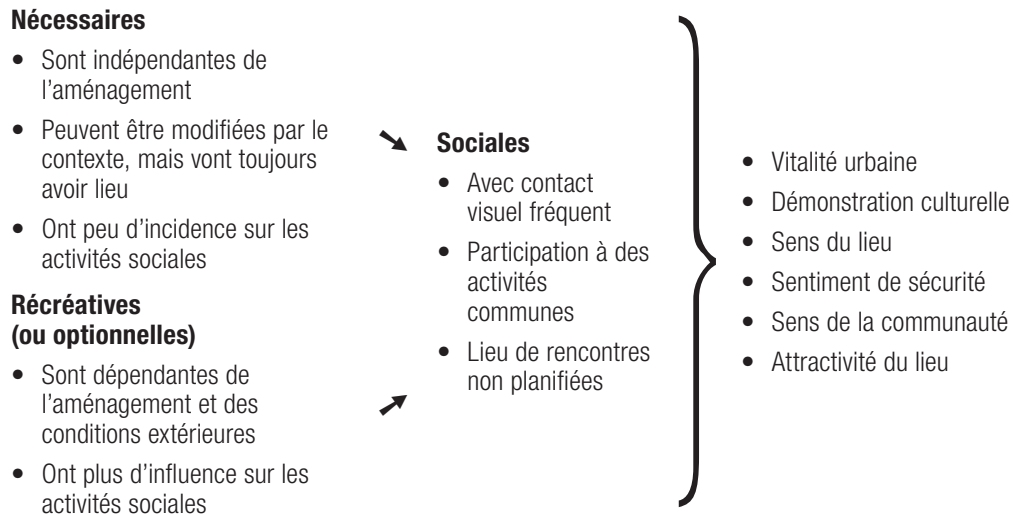 Nécessaires
• Sont indépendantes de
l'aménagement
• Peuvent être modifiées par le
contexte, mais vont toujours
avoir lieu
• Ont peu d'incidence sur les
activités sociales
Récréatives
(ou optionnelles)
• Sont dépendantes de
l'aménagement et des
conditions extérieures
• Ont plus d'influence sur les
activités sociales
Sociales
• Avec contact
visuel fréquent
• Participation à des
activités
communes
• Lieu de rencontres
non planifiées
• Vitalité urbaine
• Démonstration culturelle
• Sens du lieu
• Sentiment de sécurité
• Sens de la communauté
• Attractivité du lieu